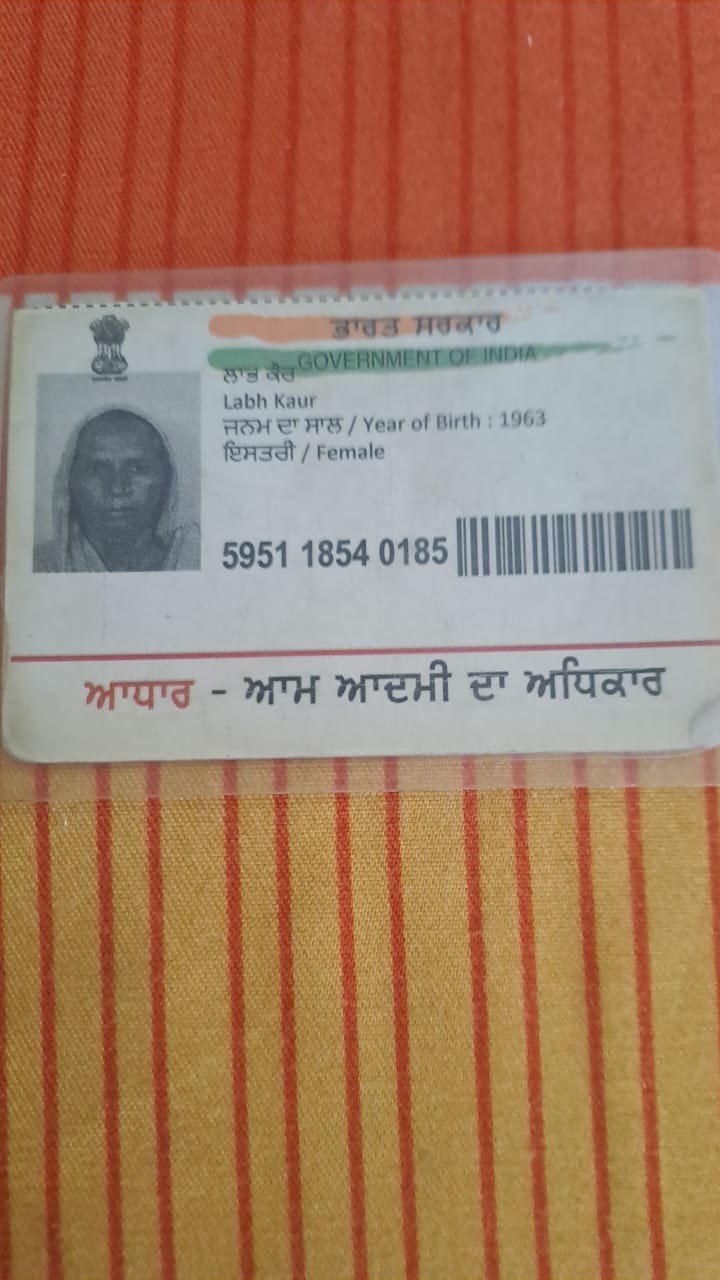 ਭਾਰਤ ਸਰਕਾਰ
GOVERNMENT OF INDIA
ਲਾਭ ਕੌਰ
Labh Kaur
ਜਨਮ ਦਾ ਸਾਲ / Year of Birth : 1963
ਇਸਤਰੀ / Female
5951 1854 0185
ਆਧਾਰ - ਆਮ ਆਦਮੀ ਦਾ ਅਧਿਕਾਰ